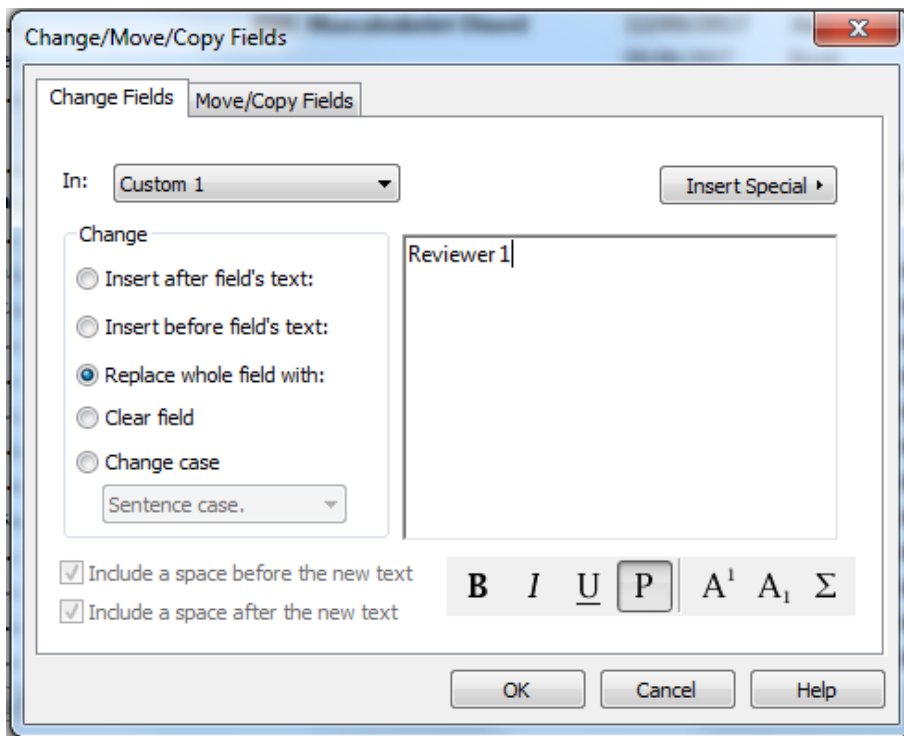 Change/Move/Copy Fields
Change Fields
Move/Copy Fields
In:
Custom 1
Insert Special
Change
Reviewer 1
Insert after field's text:
Insert before field's text:
Replace whole field with:
Clear field
Change case
Sentence case.
Include a space before the new text
Include a space after the new text
B I U P A¹ A₁ Σ
OK
Cancel
Help